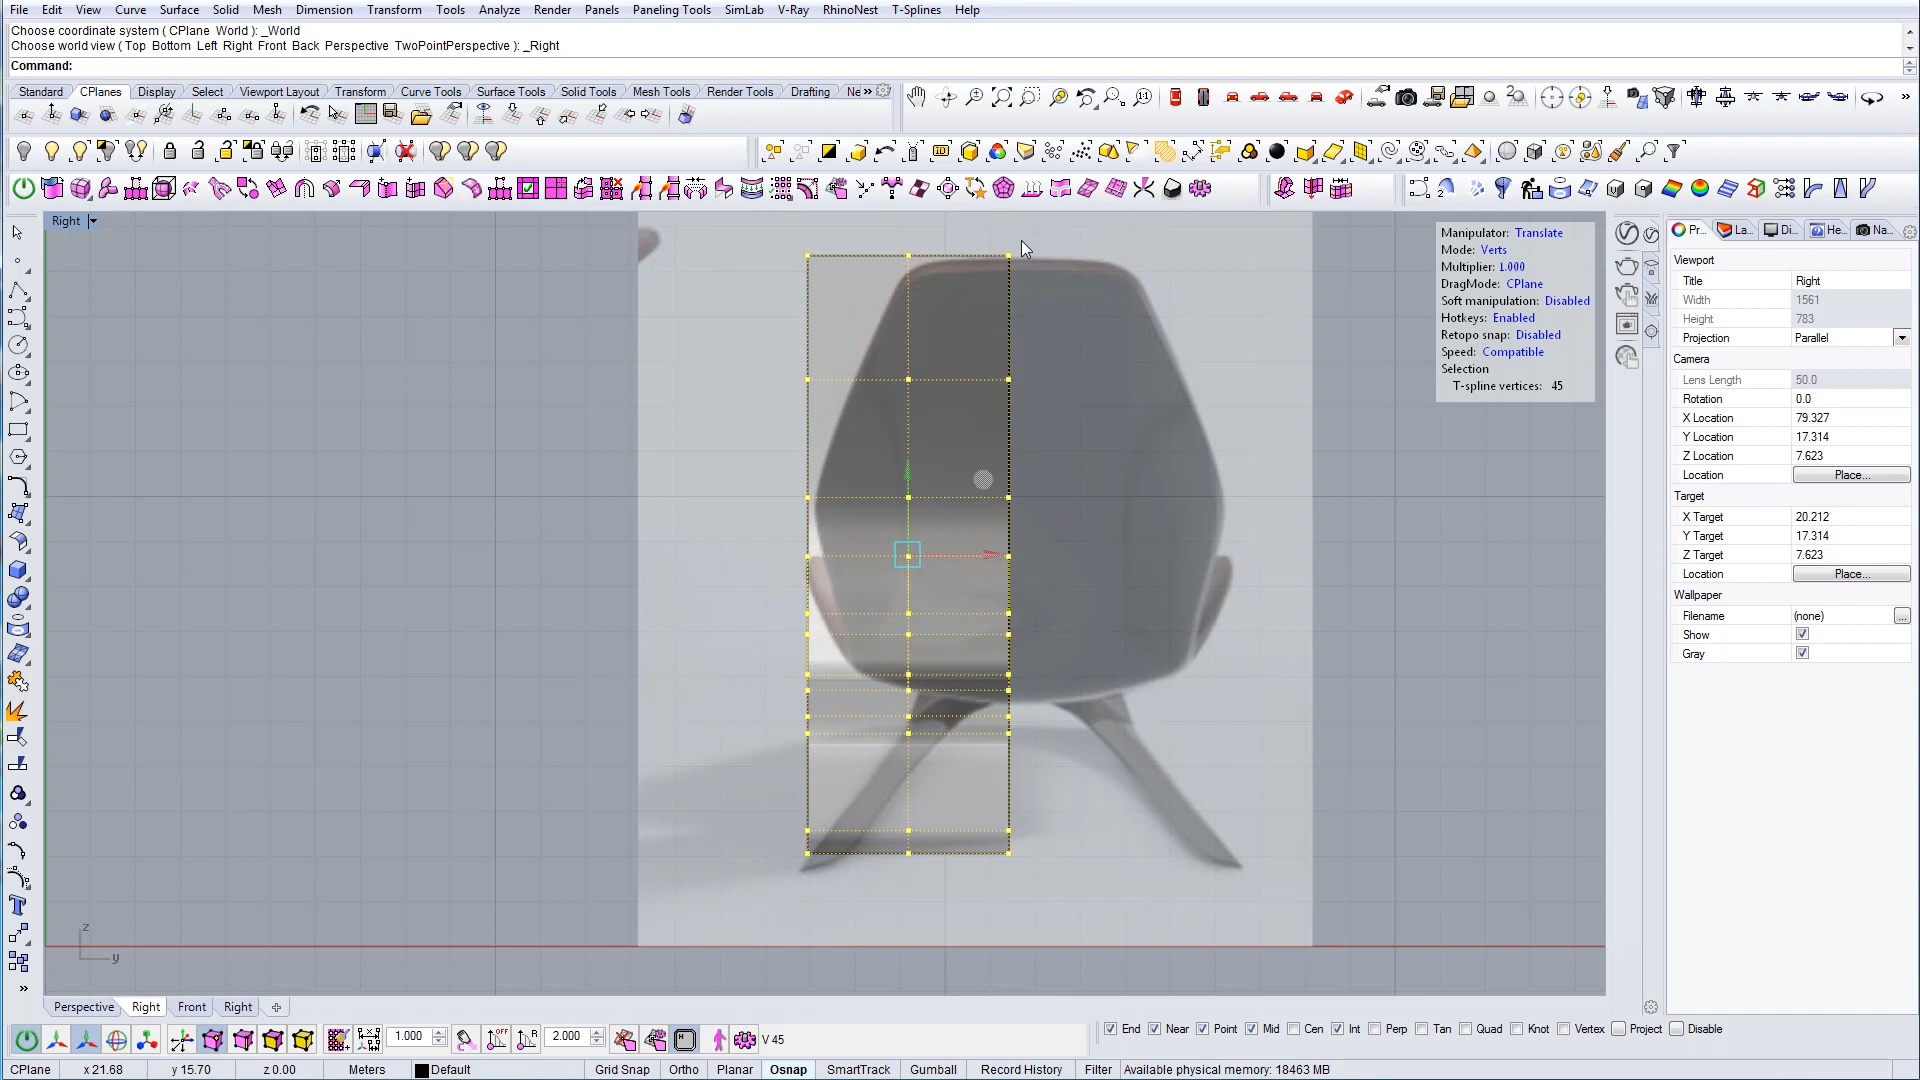 File Edit View Curve Surface Solid Mesh Dimension Transform Tools Analyze Render Panels Paneling Tools SimLab V-Ray RhinoNest T-Splines Help
Choose coordinate system ( CPlane World ): _World
Choose world view ( Top Bottom Left Right Front Back Perspective TwoPointPerspective ): _Right
Command:
Standard CPlanes Display Select Viewport Layout Transform Curve Tools Surface Tools Solid Tools Mesh Tools Render Tools Drafting Ne »
Right
Manipulator: Translate
Mode: Verts
Multiplier: 1.000
DragMode: CPlane
Soft manipulation: Disabled
Hotkeys: Enabled
Retopo snap: Disabled
Speed: Compatible
Selection
T-spline vertices: 45
Pr... La... Di... He... Na...
Viewport
Title Right
Width 1561
Height 783
Projection Parallel
Camera
Lens Length 50.0
Rotation 0.0
X Location 79.327
Y Location 17.314
Z Location 7.623
Location Place...
Target
X Target 20.212
Y Target 17.314
Z Target 7.623
Location Place...
Wallpaper
Filename (none) ...
Show
Gray
z
y
Perspective Right Front Right
1.000 OFF R 2.000 H V 45
End Near Point Mid Cen Int Perp Tan Quad Knot Vertex Project Disable
CPlane x 21.68 y 15.70 z 0.00 Meters Default Grid Snap Ortho Planar Osnap SmartTrack Gumball Record History Filter Available physical memory: 18463 MB